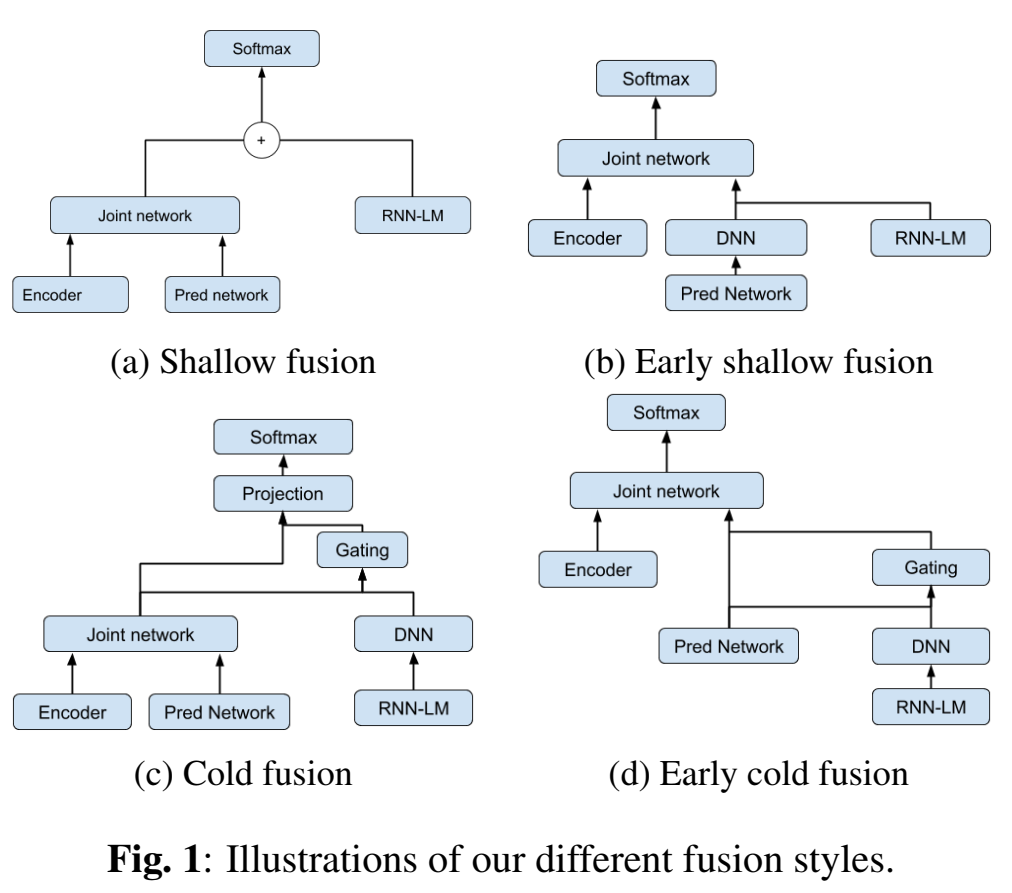 Softmax
+
Joint network
RNN-LM
Encoder
Pred network
(a) Shallow fusion
Softmax
Joint network
Encoder
DNN
RNN-LM
Pred Network
(b) Early shallow fusion
Softmax
Projection
Gating
Joint network
DNN
Encoder
Pred Network
RNN-LM
(c) Cold fusion
Softmax
Joint network
Encoder
Gating
Pred Network
DNN
RNN-LM
(d) Early cold fusion
Fig. 1: Illustrations of our different fusion styles.